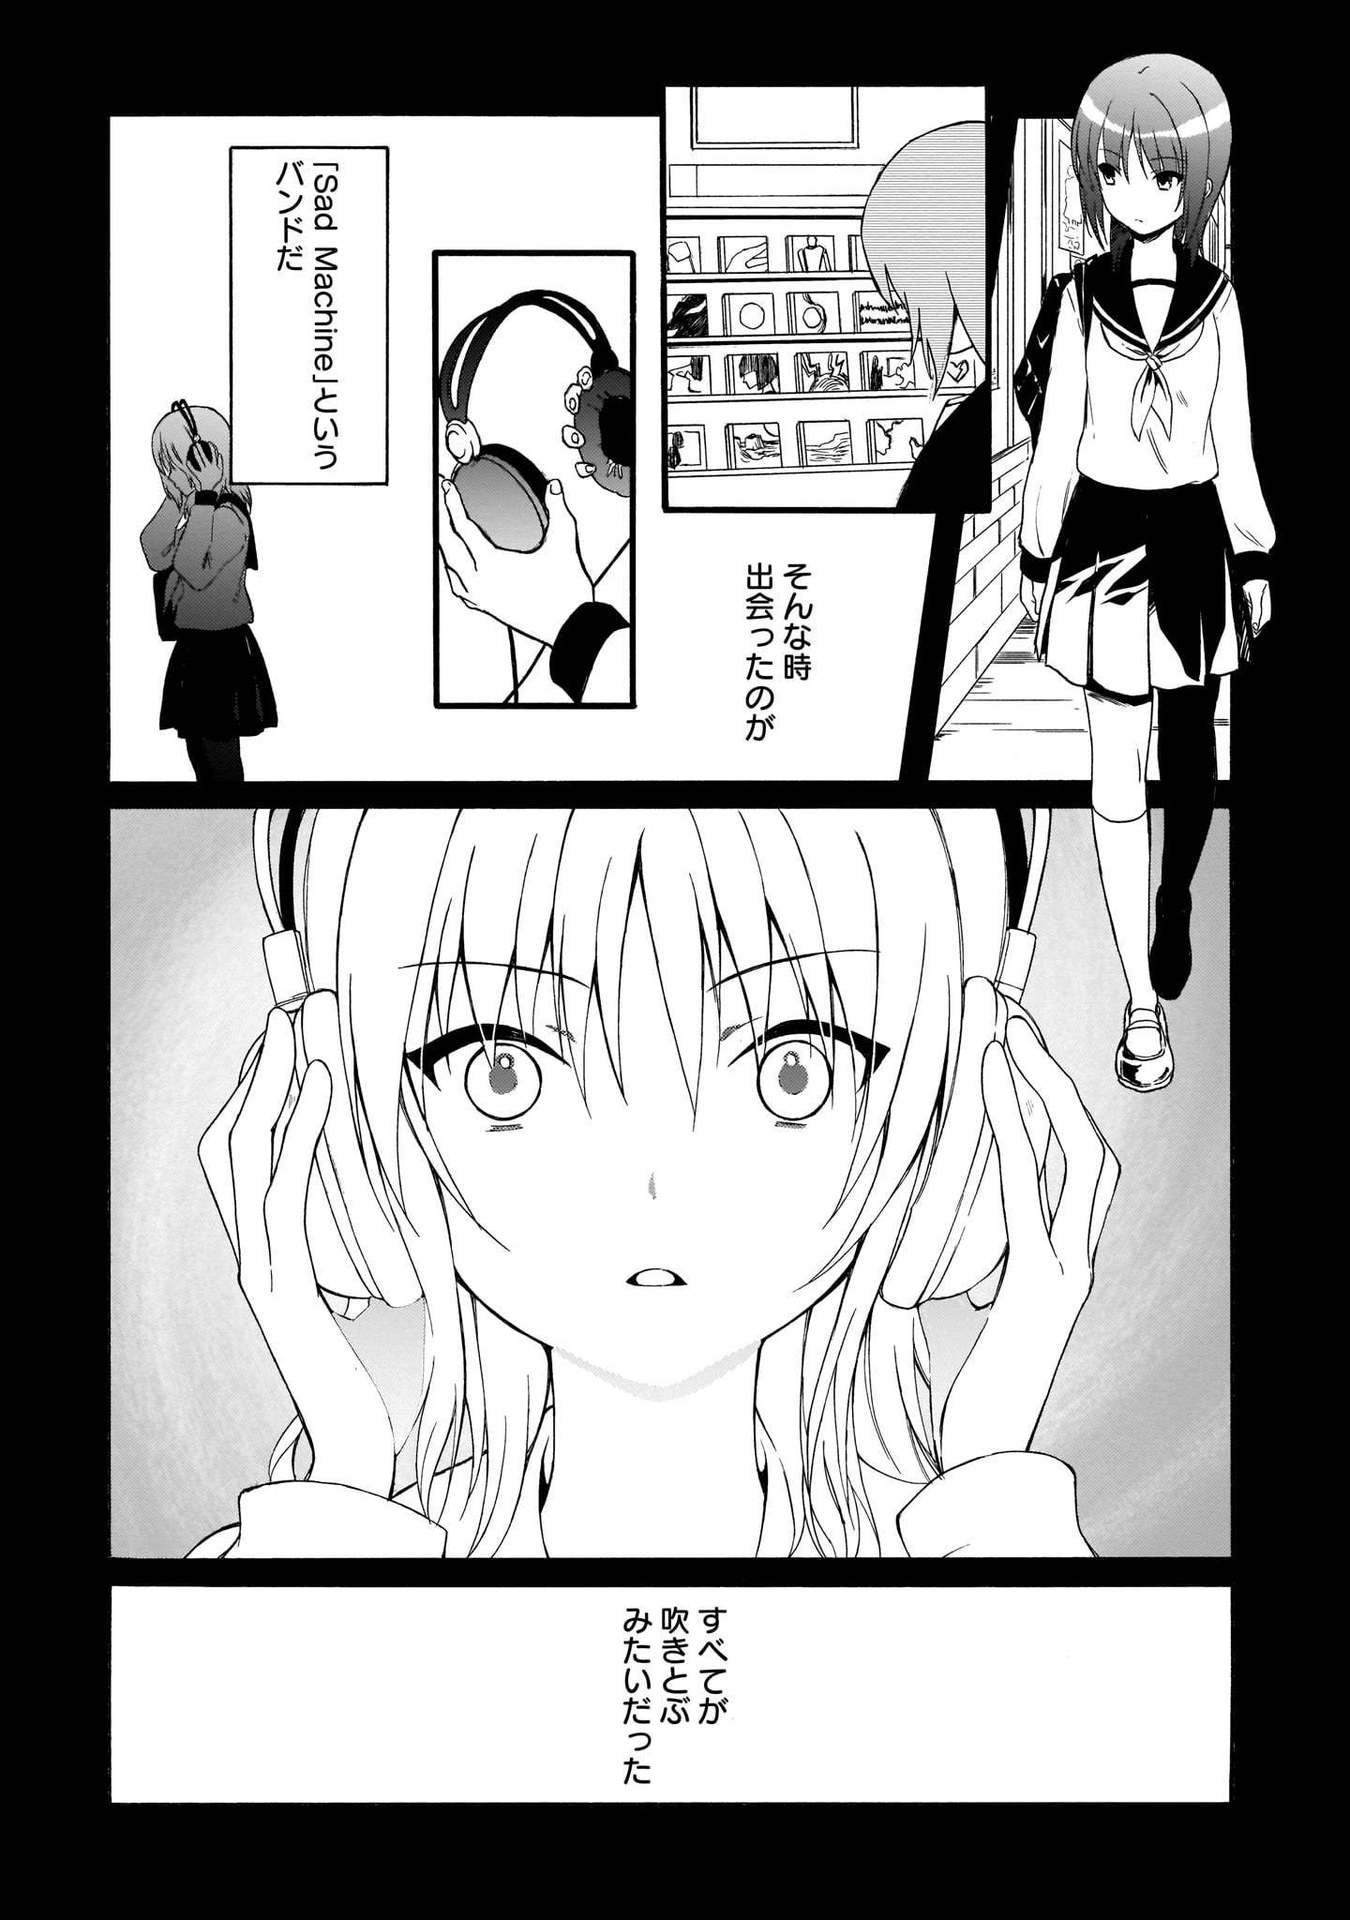 そんな時
出会ったのが
「Sad Machine」という
バンドだ
すべてが
吹きとぶ
みたいだった